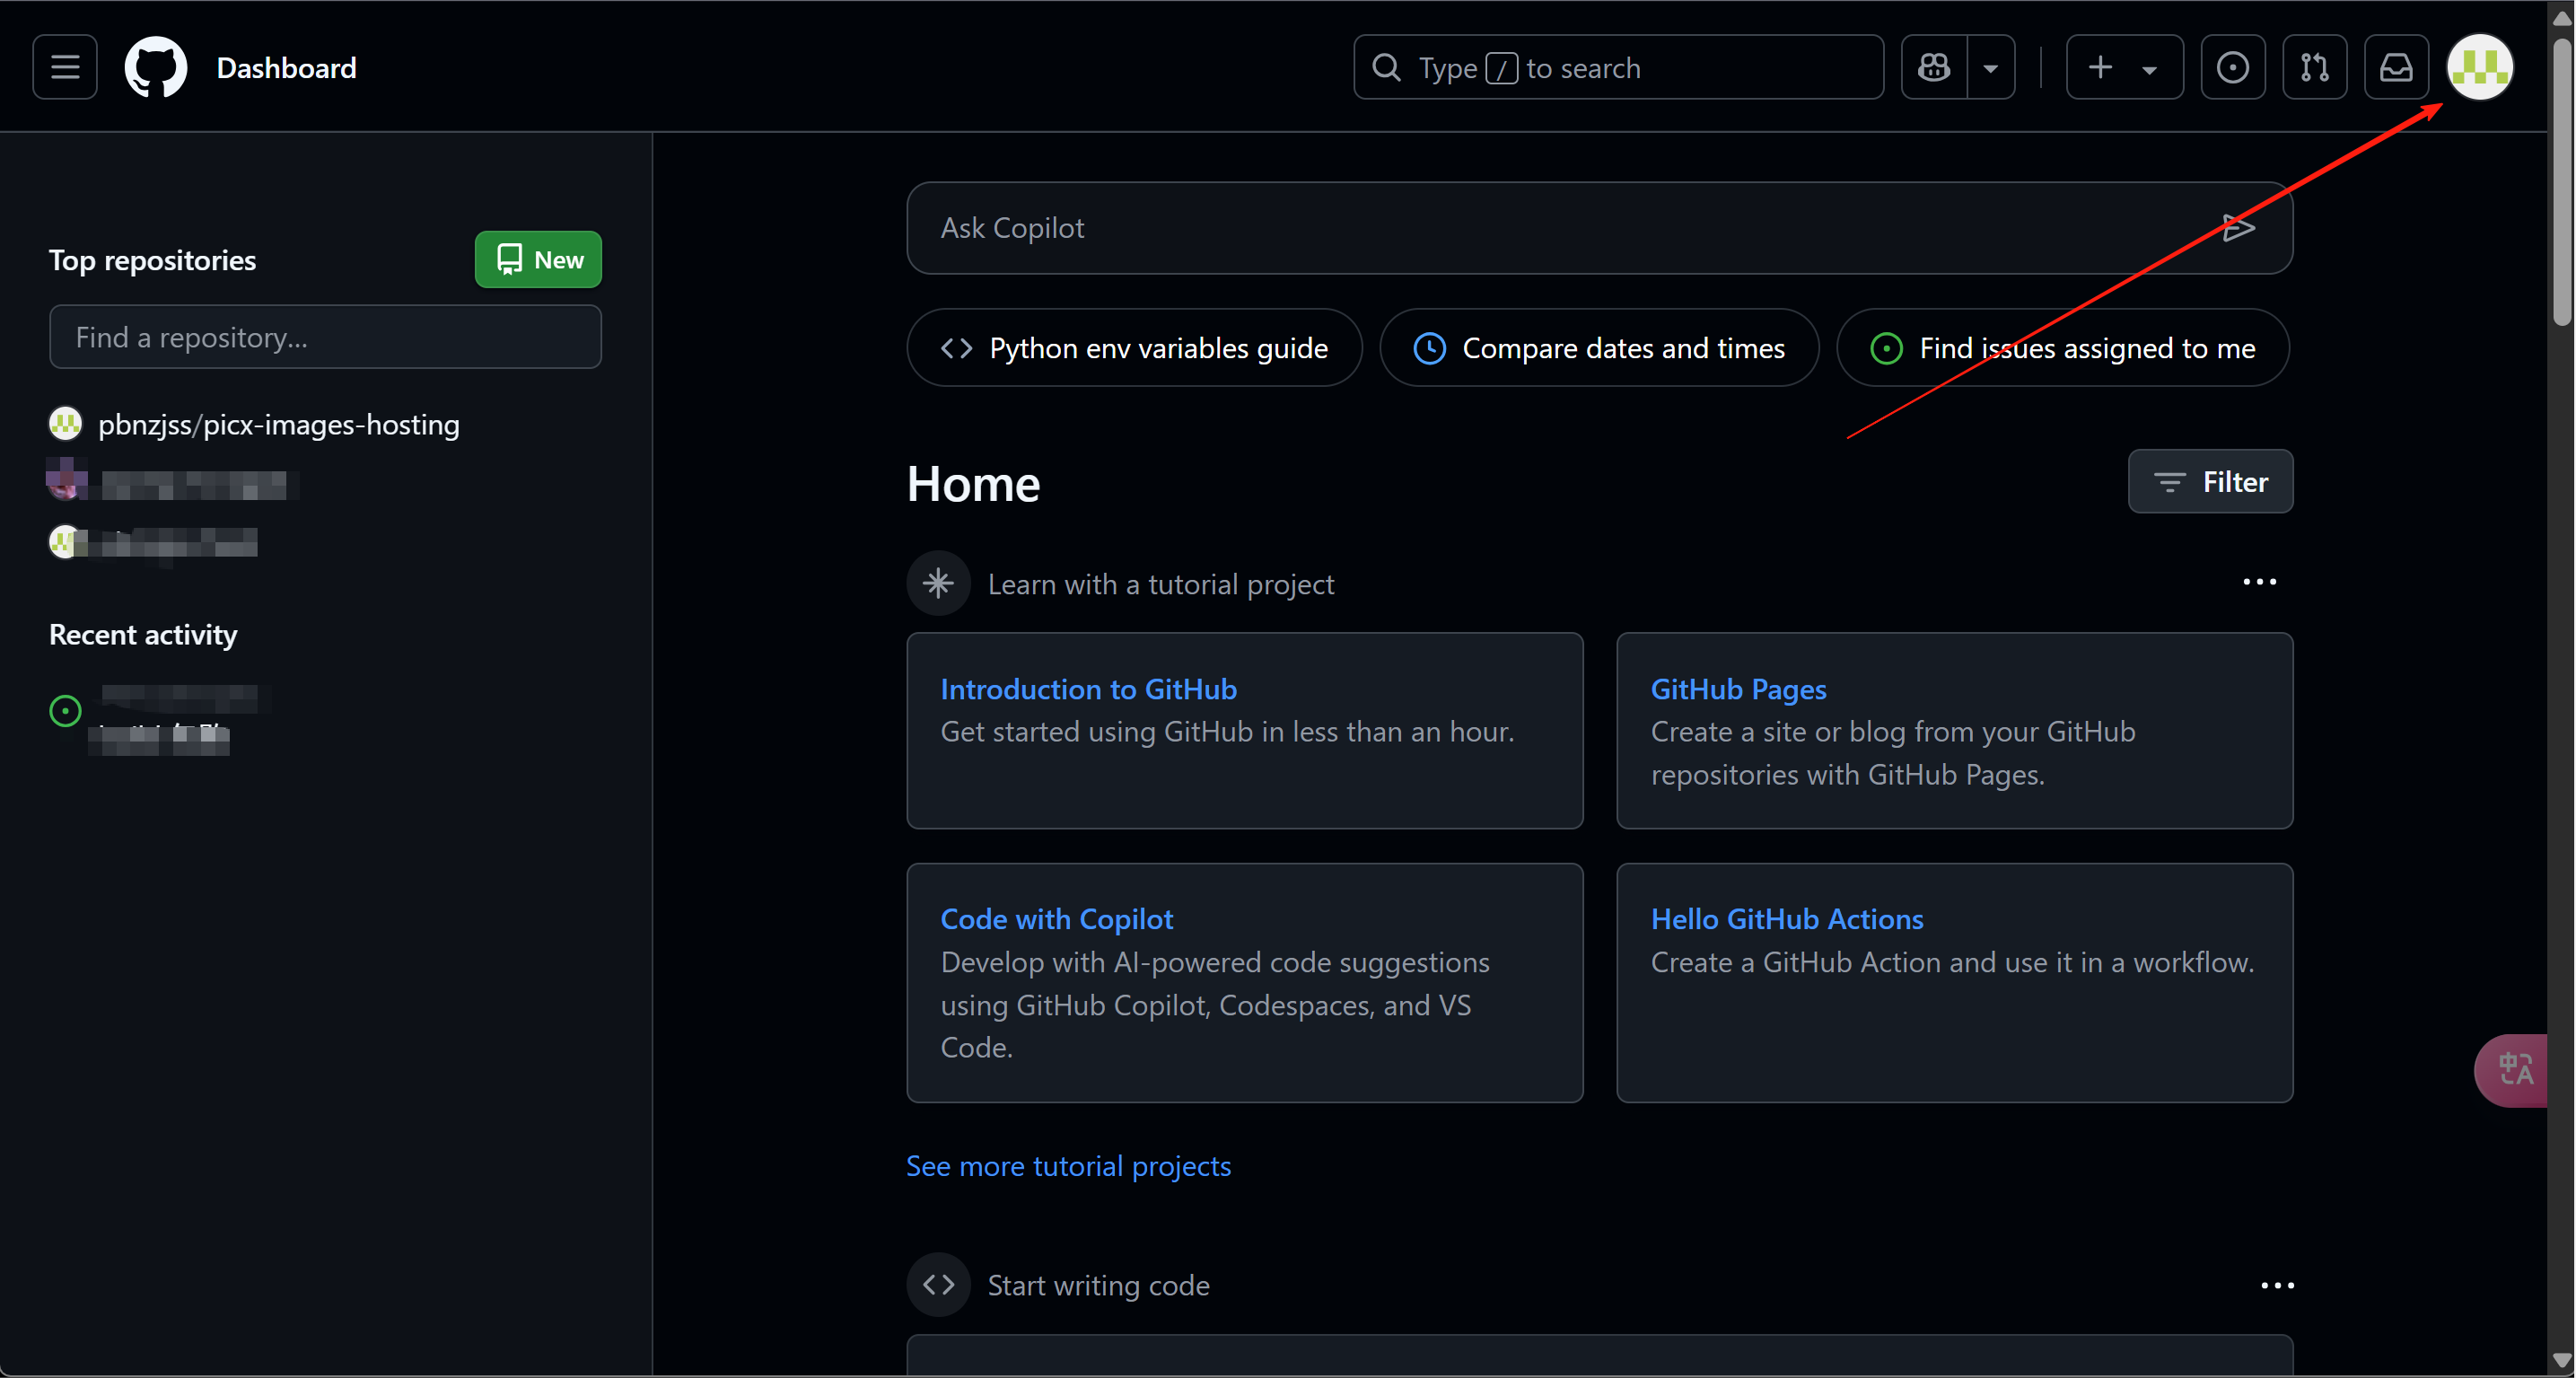 Dashboard
Type / to search
Top repositories
New
Find a repository...
pbnzjss/picx-images-hosting
Recent activity
Ask Copilot
Python env variables guide
Compare dates and times
Find issues assigned to me
Home
Filter
Learn with a tutorial project
Introduction to GitHub
Get started using GitHub in less than an hour.
GitHub Pages
Create a site or blog from your GitHub
repositories with GitHub Pages.
Code with Copilot
Develop with AI-powered code suggestions
using GitHub Copilot, Codespaces, and VS
Code.
Hello GitHub Actions
Create a GitHub Action and use it in a workflow.
See more tutorial projects
Start writing code